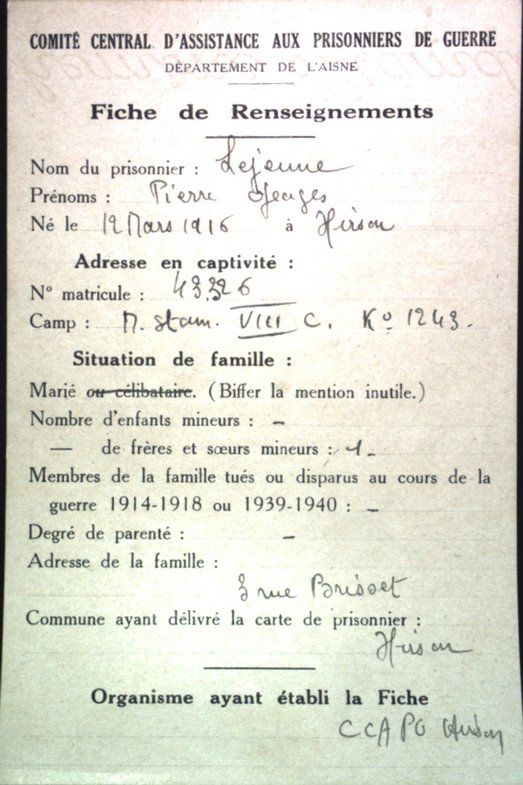 COMITÉ CENTRAL D'ASSISTANCE AUX PRISONNIERS DE GUERRE
DÉPARTEMENT DE L'AISNE
Fiche de Renseignements
Nom du prisonnier : Lejeune
Prénoms : Pierre Georges
Né le 12 Mars 1916 à Hirson
Adresse en captivité :
N° matricule : 43326
Camp : M. Stam. VIII C. Ko 1243.
Situation de famille :
Marié ou célibataire. (Biffer la mention inutile.)
Nombre d'enfants mineurs : -
— de frères et sœurs mineurs : 1 -
Membres de la famille tués ou disparus au cours de la
guerre 1914-1918 ou 1939-1940 : -
Degré de parenté : -
Adresse de la famille :
3 rue Brisset
Commune ayant délivré la carte de prisonnier :
Hirson
Organisme ayant établi la Fiche
CCAPG Hirson